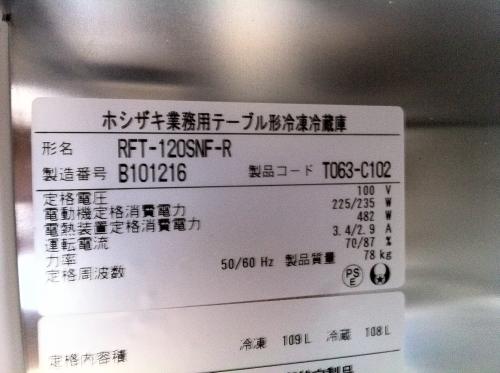 ホシザキ業務用テーブル形冷凍冷蔵庫
形名 RFT-120SNF-R
製造番号 B101216 製品コード T063-C102
定格電圧 100 V
電動機定格消費電力 225/235 W
電熱装置定格消費電力 482 W
運転電流 3.4/2.9 A
力率 70/87 %
定格周波数 50/60 Hz 製品質量 78 kg
PS
E
定格内容積 冷凍 109L 冷蔵 108L